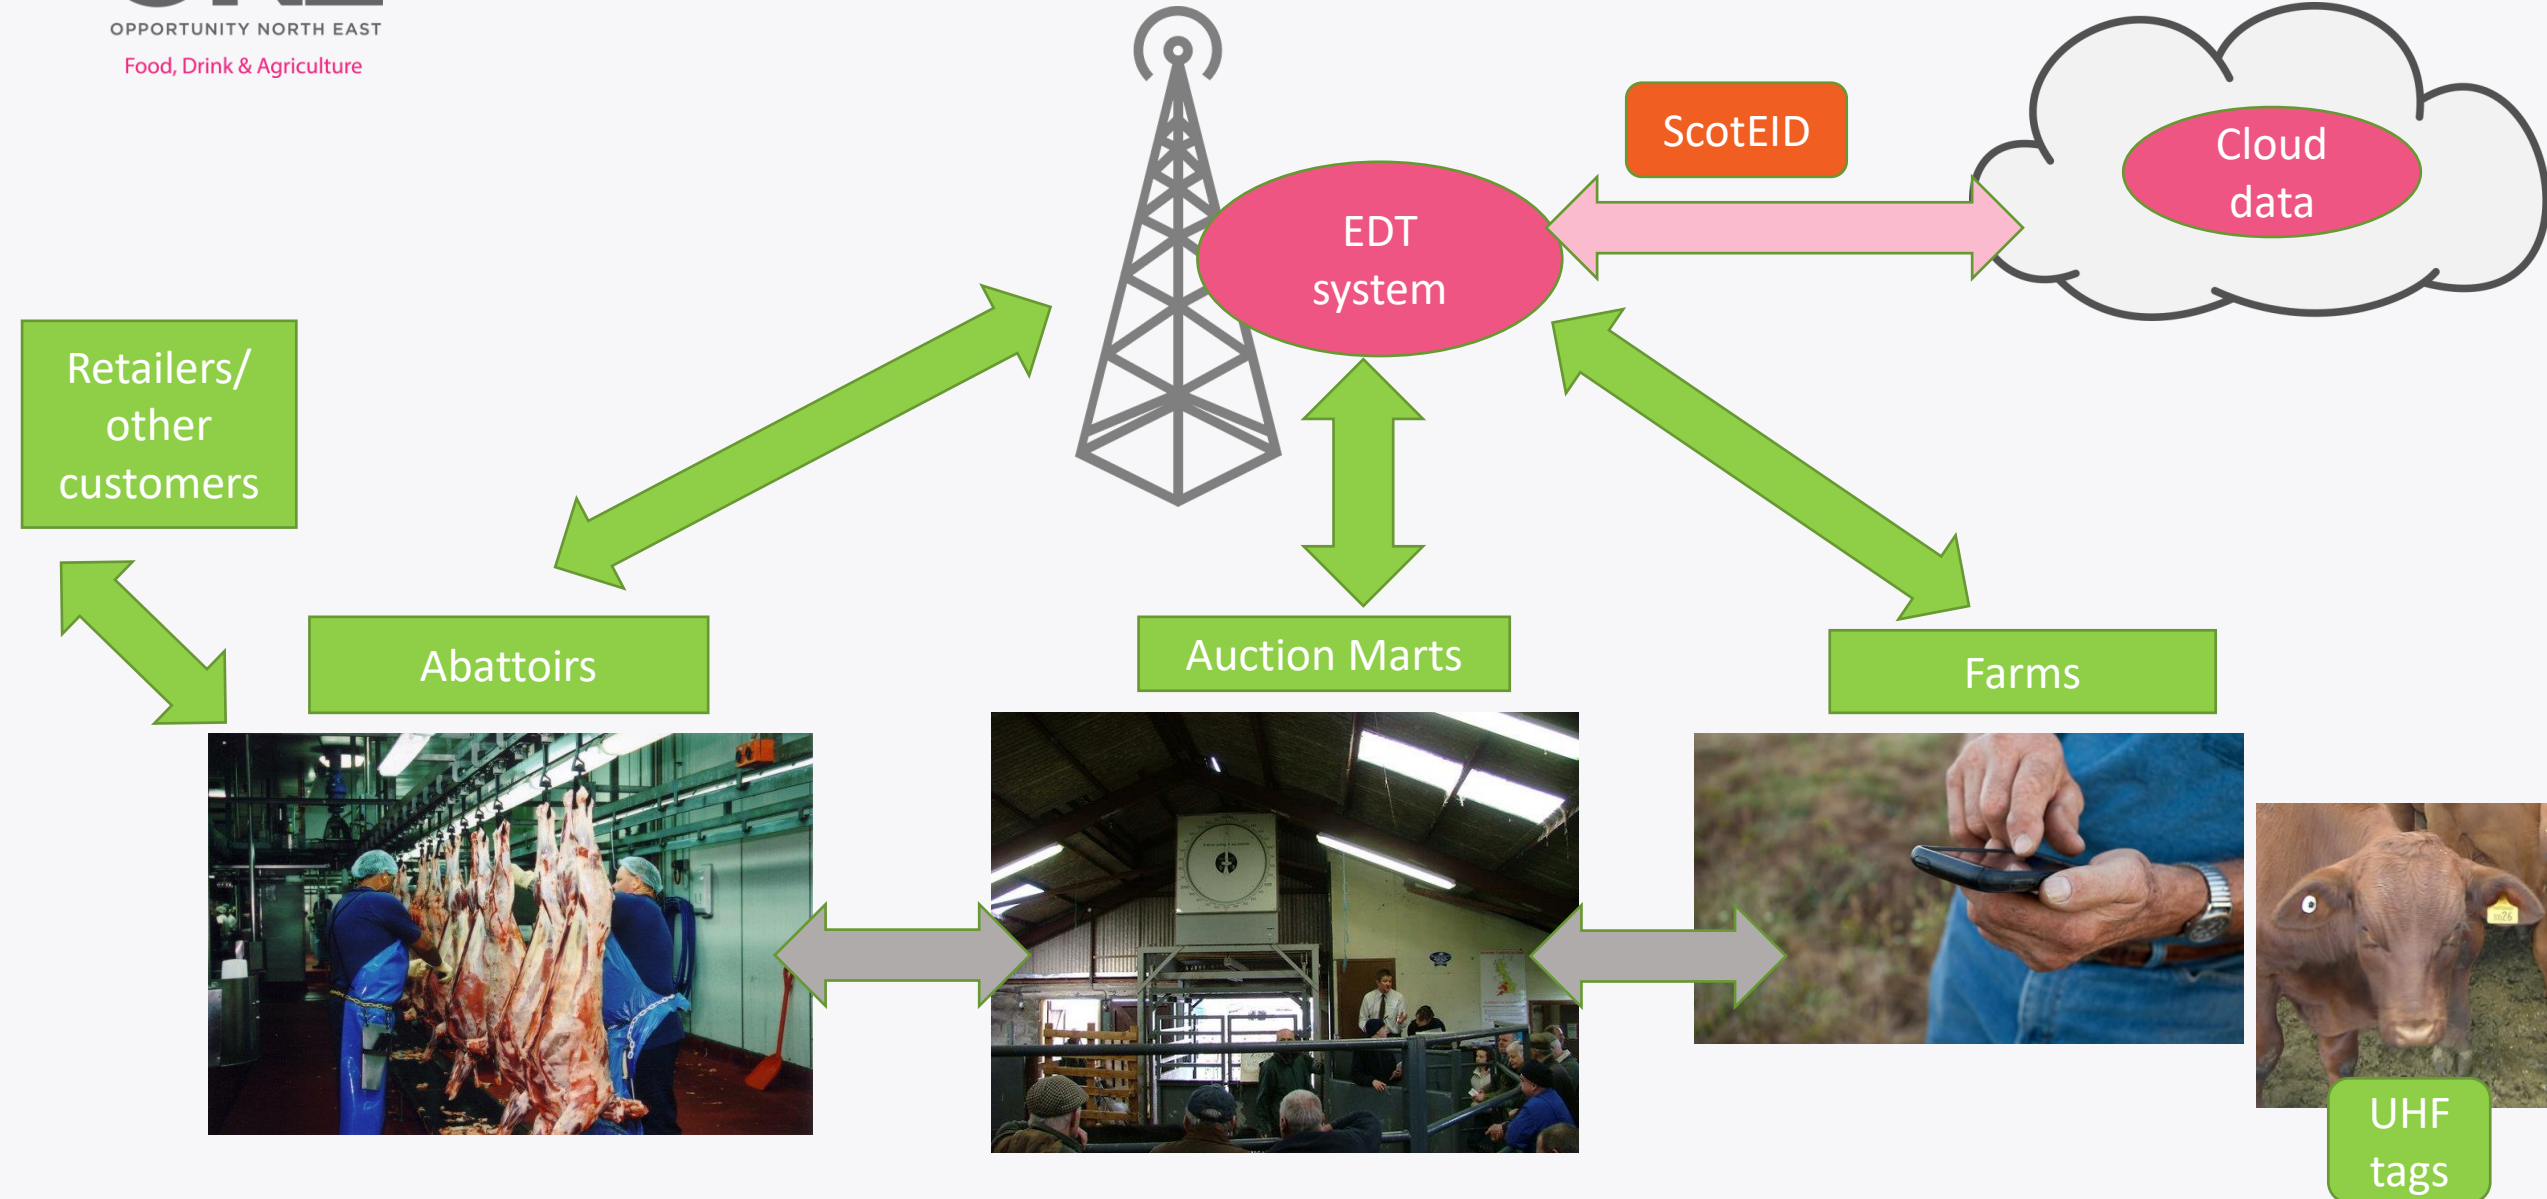 OPPORTUNITY NORTH EAST
Food, Drink & Agriculture
ScotEID
Cloud
data
EDT
system
Retailers/
other
customers
Abattoirs
Auction Marts
Farms
UHF
tags